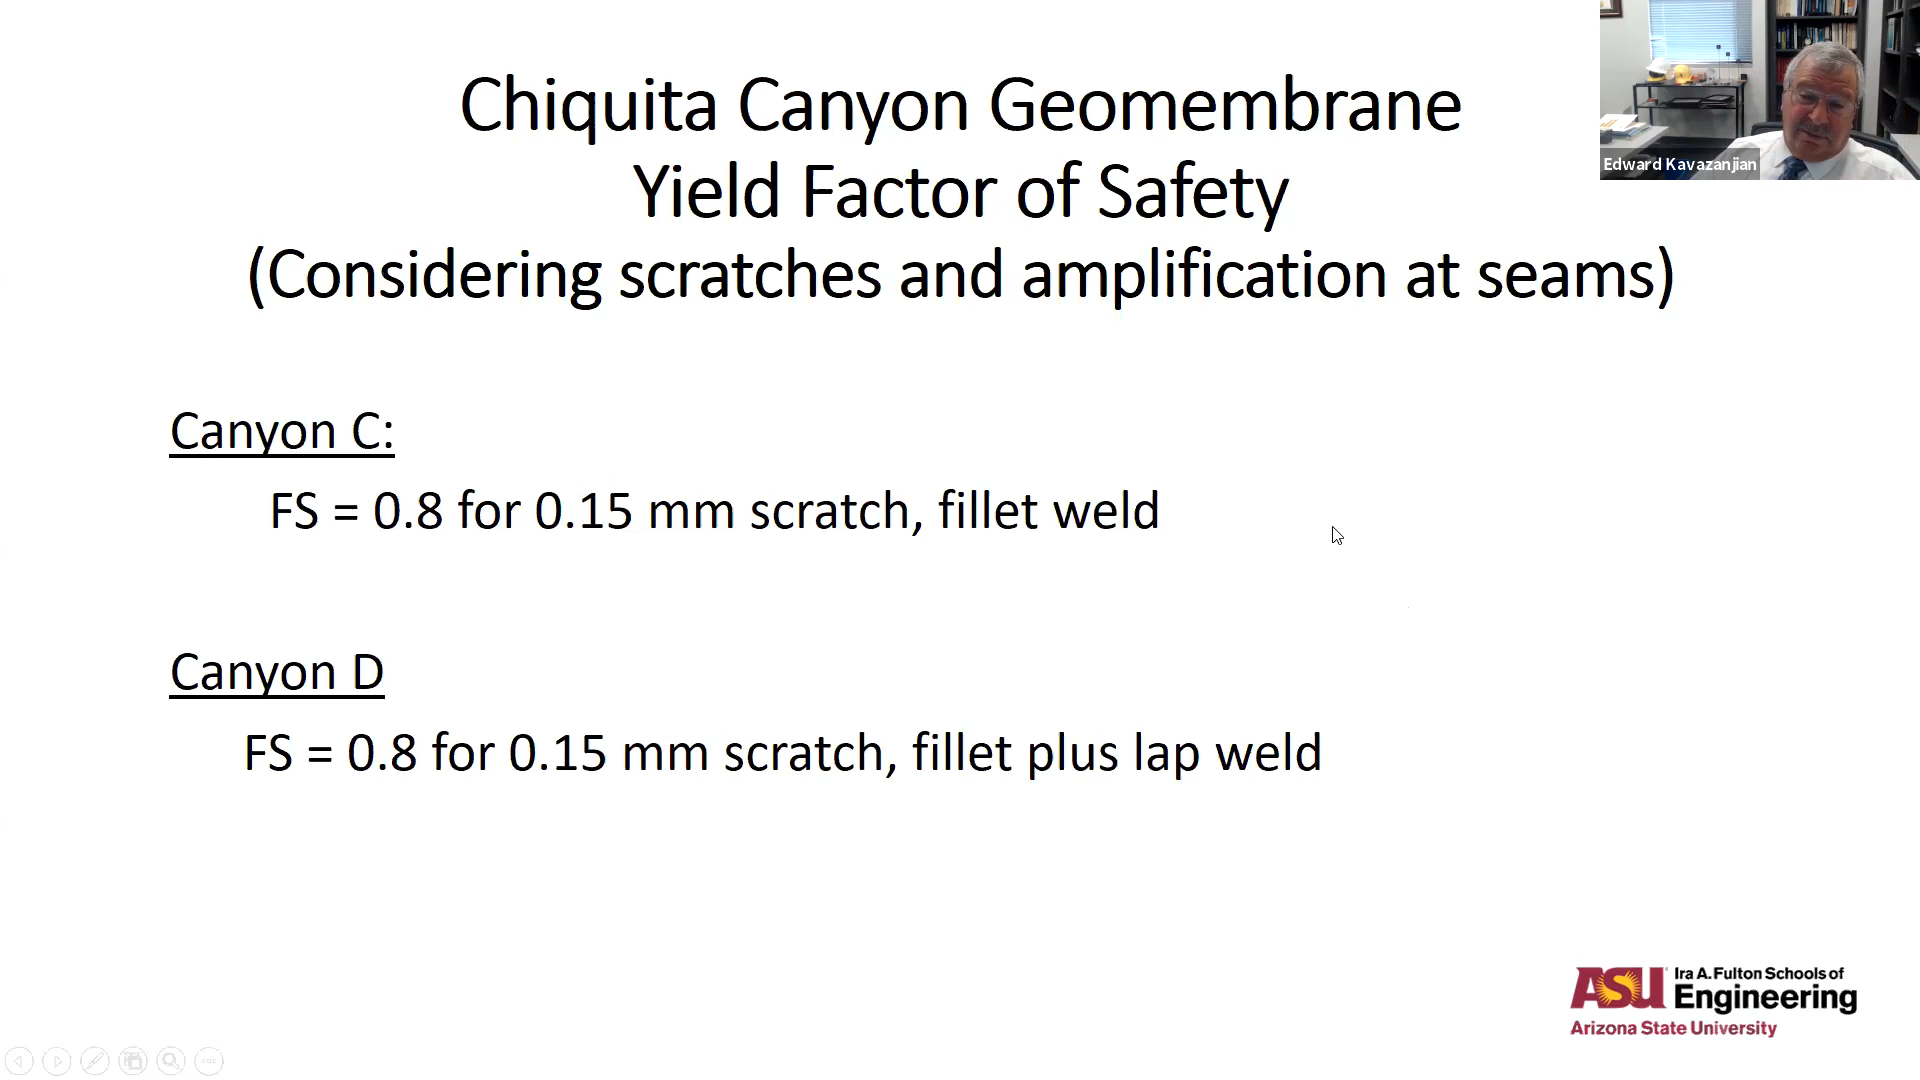 Chiquita Canyon Geomembrane
Yield Factor of Safety
(Considering scratches and amplification at seams)
Edward Kavazanjian
Canyon C:
FS = 0.8 for 0.15 mm scratch, fillet weld
Canyon D
FS = 0.8 for 0.15 mm scratch, fillet plus lap weld
ASU Ira A. Fulton Schools of
Engineering
Arizona State University